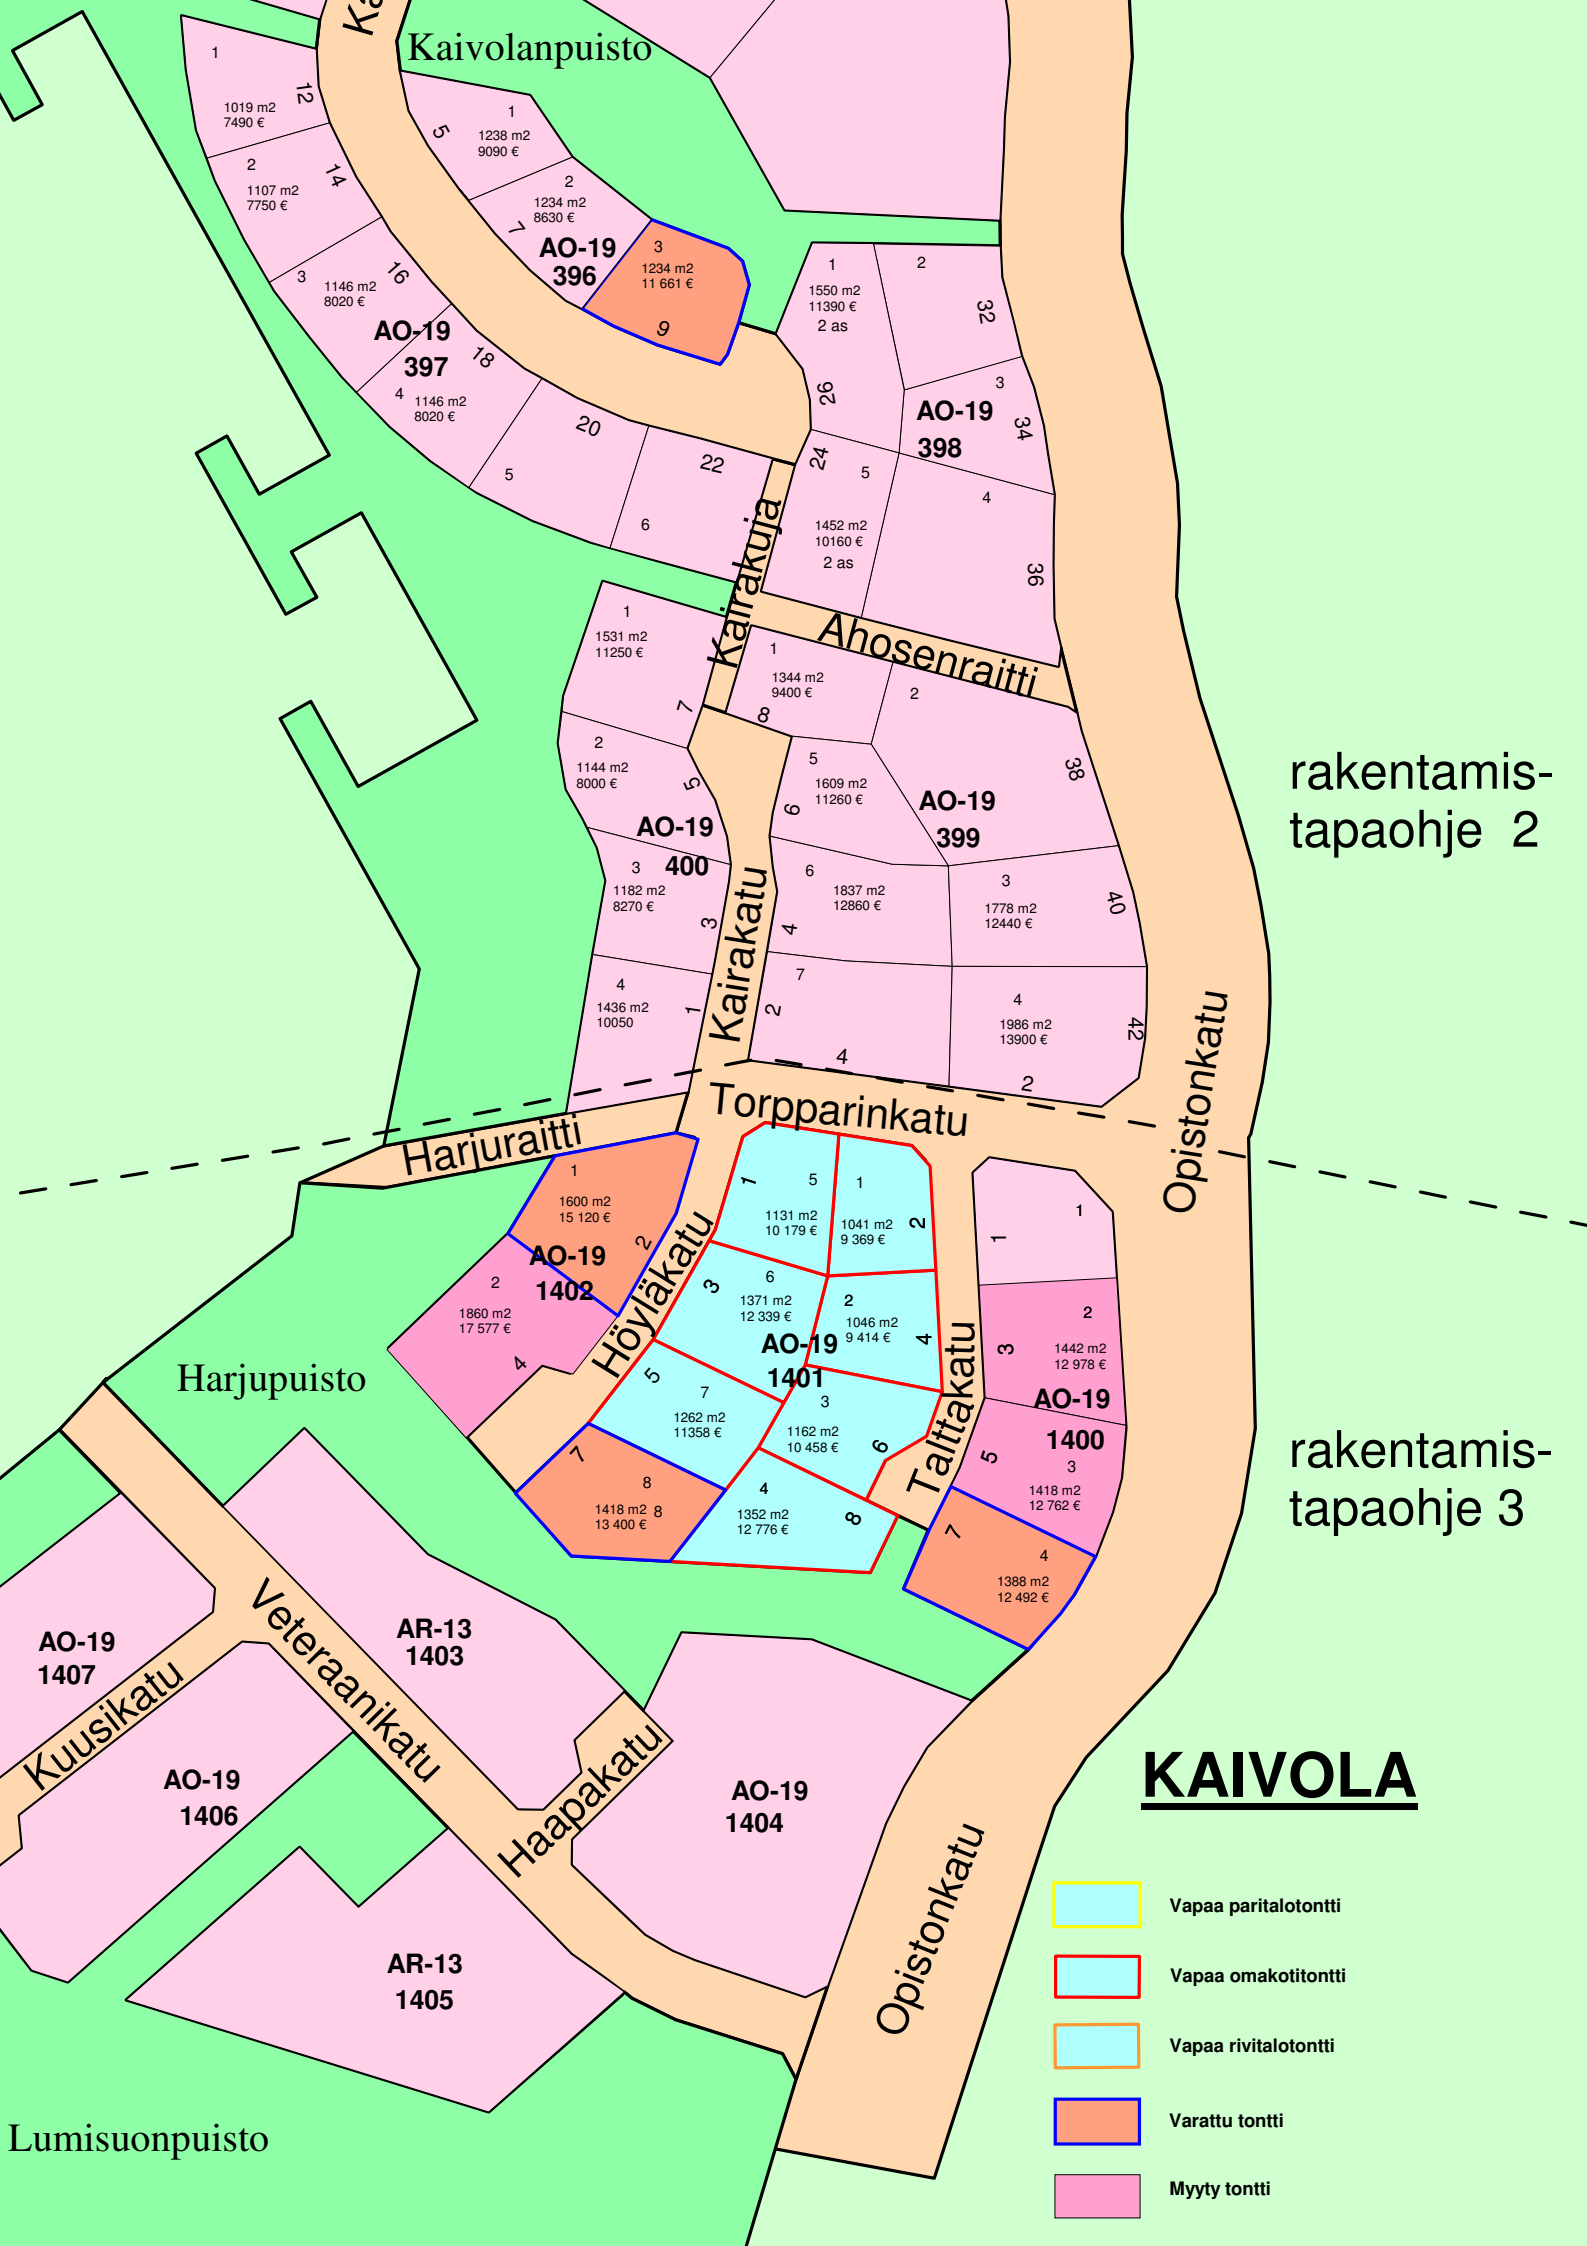 Ka
Kaivolanpuisto
1
12
1019 m2
7490 €
2
14
1107 m2
7750 €
3
16
1146 m2
8020 €
AO-19
397
18
4
1146 m2
8020 €
20
5
22
6
1
5
1238 m2
9090 €
2
1234 m2
8630 €
7
AO-19
396
3
1234 m2
11 661 €
9
1
1550 m2
11390 €
2 as
26
2
32
3
34
AO-19
398
24
5
1452 m2
10160 €
2 as
4
36
Kairakuja
Ahosenraitti
1
1531 m2
11250 €
7
2
1144 m2
8000 €
5
AO-19
400
3
1182 m2
8270 €
3
4
1436 m2
10050
1
Kairakatu
1
1344 m2
9400 €
8
2
38
5
1609 m2
11260 €
6
AO-19
399
6
1837 m2
12860 €
4
3
1778 m2
12440 €
40
7
2
4
4
1986 m2
13900 €
42
2
rakentamis-
tapaohje 2
Opistonkatu
Torpparinkatu
Harjuraitti
1
1600 m2
15 120 €
2
AO-19
1402
2
1860 m2
17 577 €
4
Höyläkatu
1
5
1131 m2
10 179 €
1
1041 m2
9 369 €
2
3
6
1371 m2
12 339 €
2
1046 m2
9 414 €
4
AO-19
1401
5
7
1262 m2
11358 €
3
1162 m2
10 458 €
6
7
8
1418 m2
13 400 €
8
4
1352 m2
12 776 €
8
Talttakatu
1
1
2
3
1442 m2
12 978 €
AO-19
1400
5
3
1418 m2
12 762 €
7
4
1388 m2
12 492 €
rakentamis-
tapaohje 3
Harjupuisto
AO-19
1407
Kuusikatu
Veteraanikatu
AR-13
1403
AO-19
1406
Haapakatu
AO-19
1404
AR-13
1405
Opistonkatu
Lumisuonpuisto
KAIVOLA
Vapaa paritalotontti
Vapaa omakotitontti
Vapaa rivitalotontti
Varattu tontti
Myyty tontti